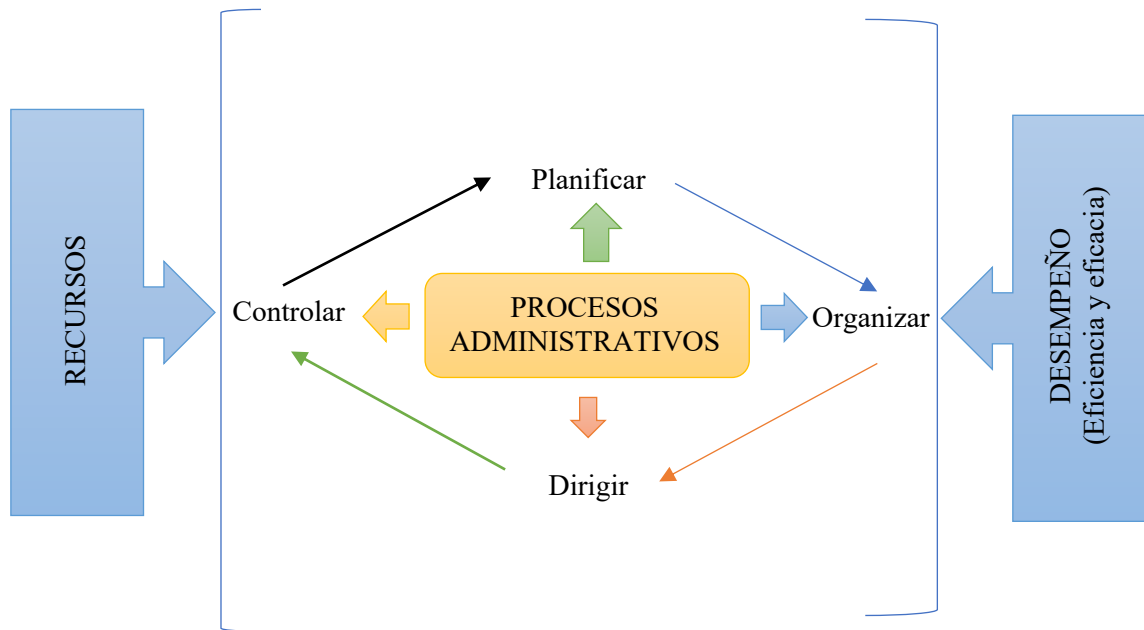 RECURSOS
Planificar
Controlar
PROCESOS
ADMINISTRATIVOS
Organizar
Dirigir
DESEMPEÑO
(Eficiencia y eficacia)